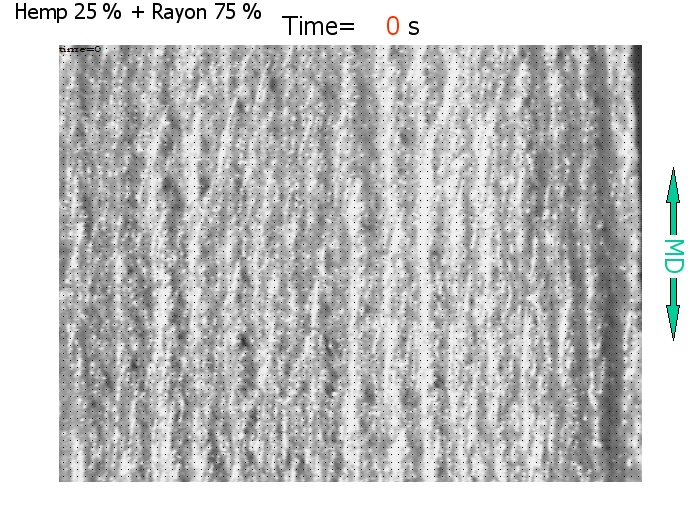 Hemp 25 % + Rayon 75 %
Time= 0 s
time=0
MD